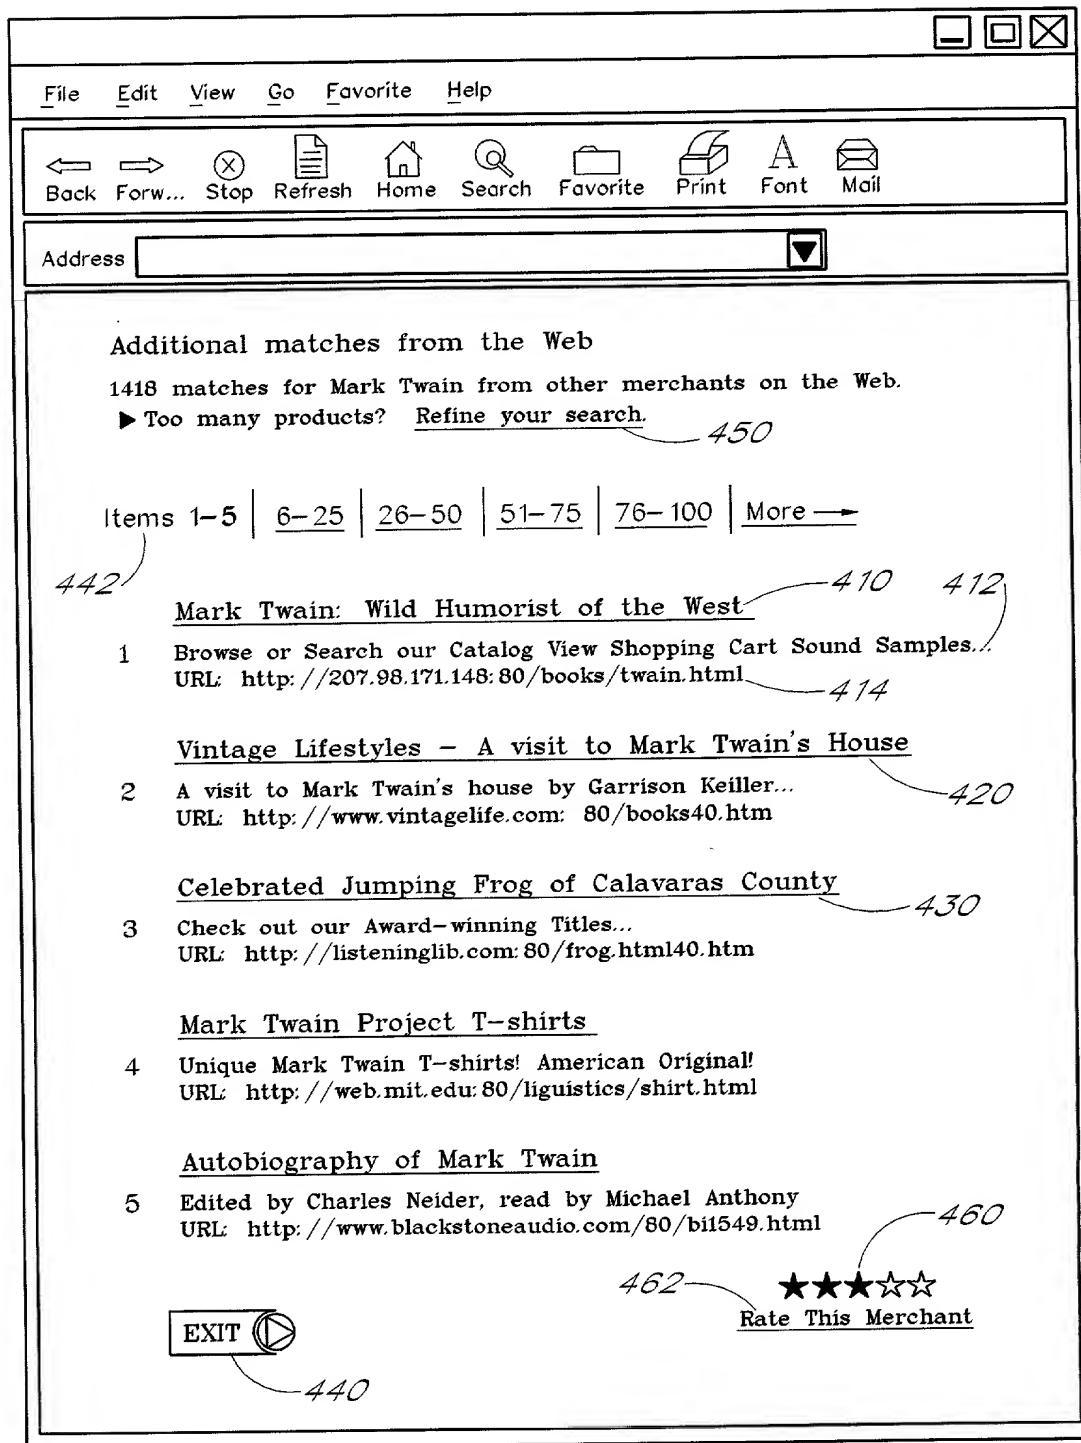 File Edit View Go Favorite Help
Back Forw... Stop Refresh Home Search Favorite Print Font Mail
Address
Additional matches from the Web
1418 matches for Mark Twain from other merchants on the Web.
Too many products? Refine your search.
450
Items 1-5 | 6-25 | 26-50 | 51-75 | 76-100 | More
442
410 412
Mark Twain: Wild Humorist of the West
1 Browse or Search our Catalog View Shopping Cart Sound Samples...
URL: http://207.98.171.148:80/books/twain.html
414
Vintage Lifestyles - A visit to Mark Twain's House
2 A visit to Mark Twain's house by Garrison Keiller...
420
URL: http://www.vintagelife.com: 80/books40.htm
Celebrated Jumping Frog of Calavaras County
430
3 Check out our Award-winning Titles...
URL: http://listeninglib.com:80/frog.html40.htm
Mark Twain Project T-shirts
4 Unique Mark Twain T-shirts! American Original!
URL: http://web.mit.edu:80/liguistics/shirt.html
Autobiography of Mark Twain
5 Edited by Charles Neider, read by Michael Anthony
URL: http://www.blackstoneaudio.com/80/bi1549.html
460
462
Rate This Merchant
EXIT
440